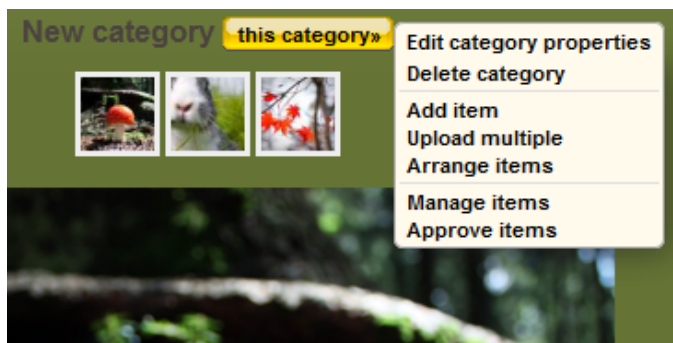 New category this category»
Edit category properties
Delete category
Add item
Upload multiple
Arrange items
Manage items
Approve items